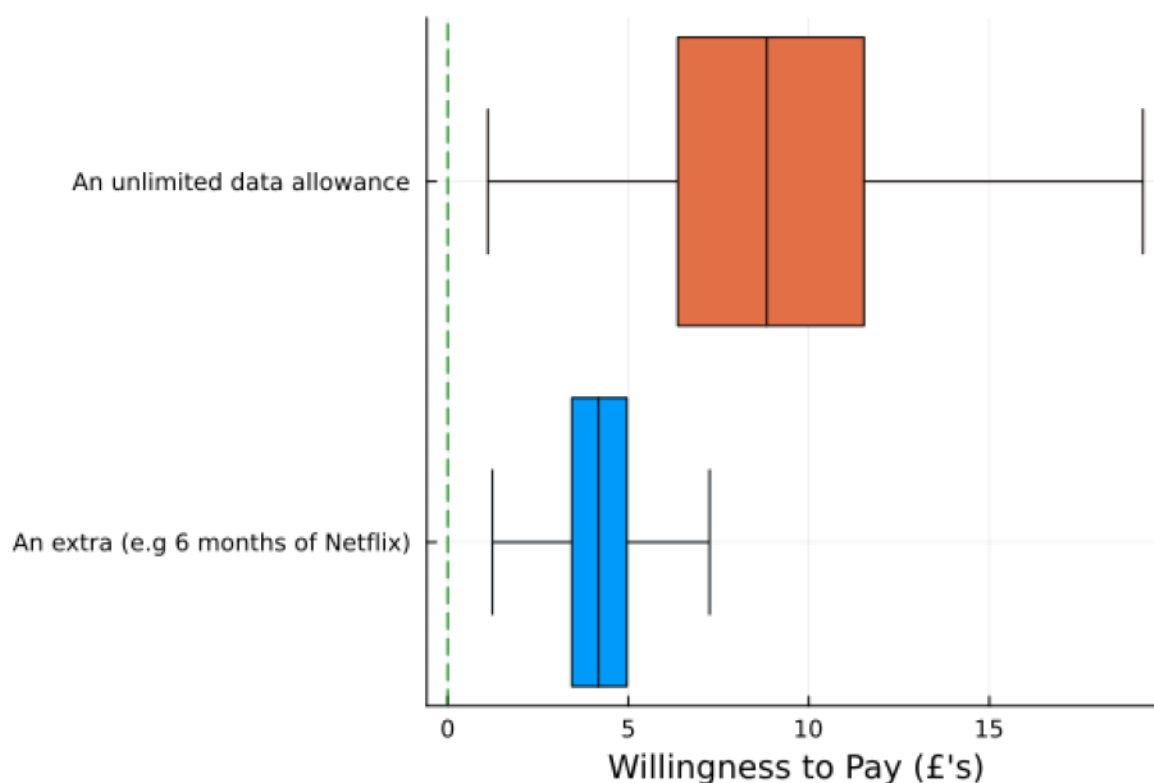 An unlimited data allowance
An extra (e.g 6 months of Netflix)
0 5 10 15
Willingness to Pay (£'s)